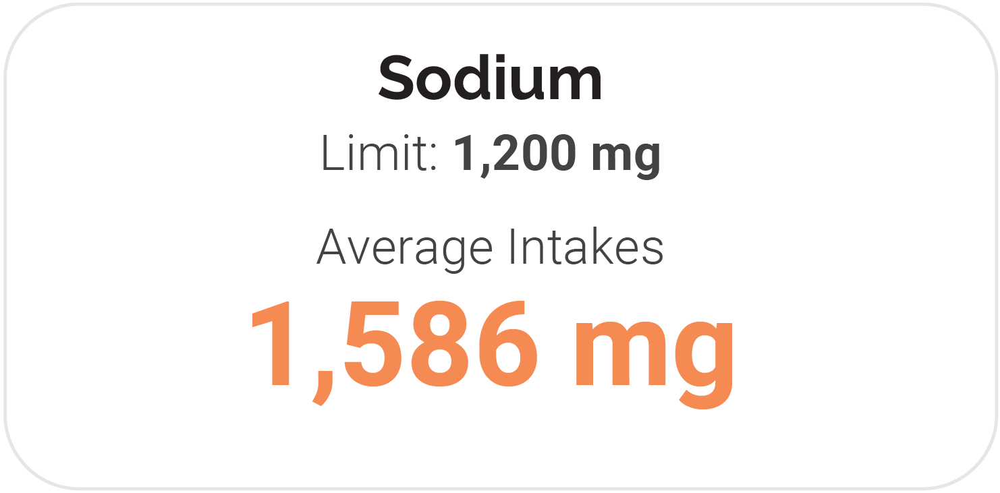 Sodium
Limit: 1,200 mg
Average Intakes
1,586 mg